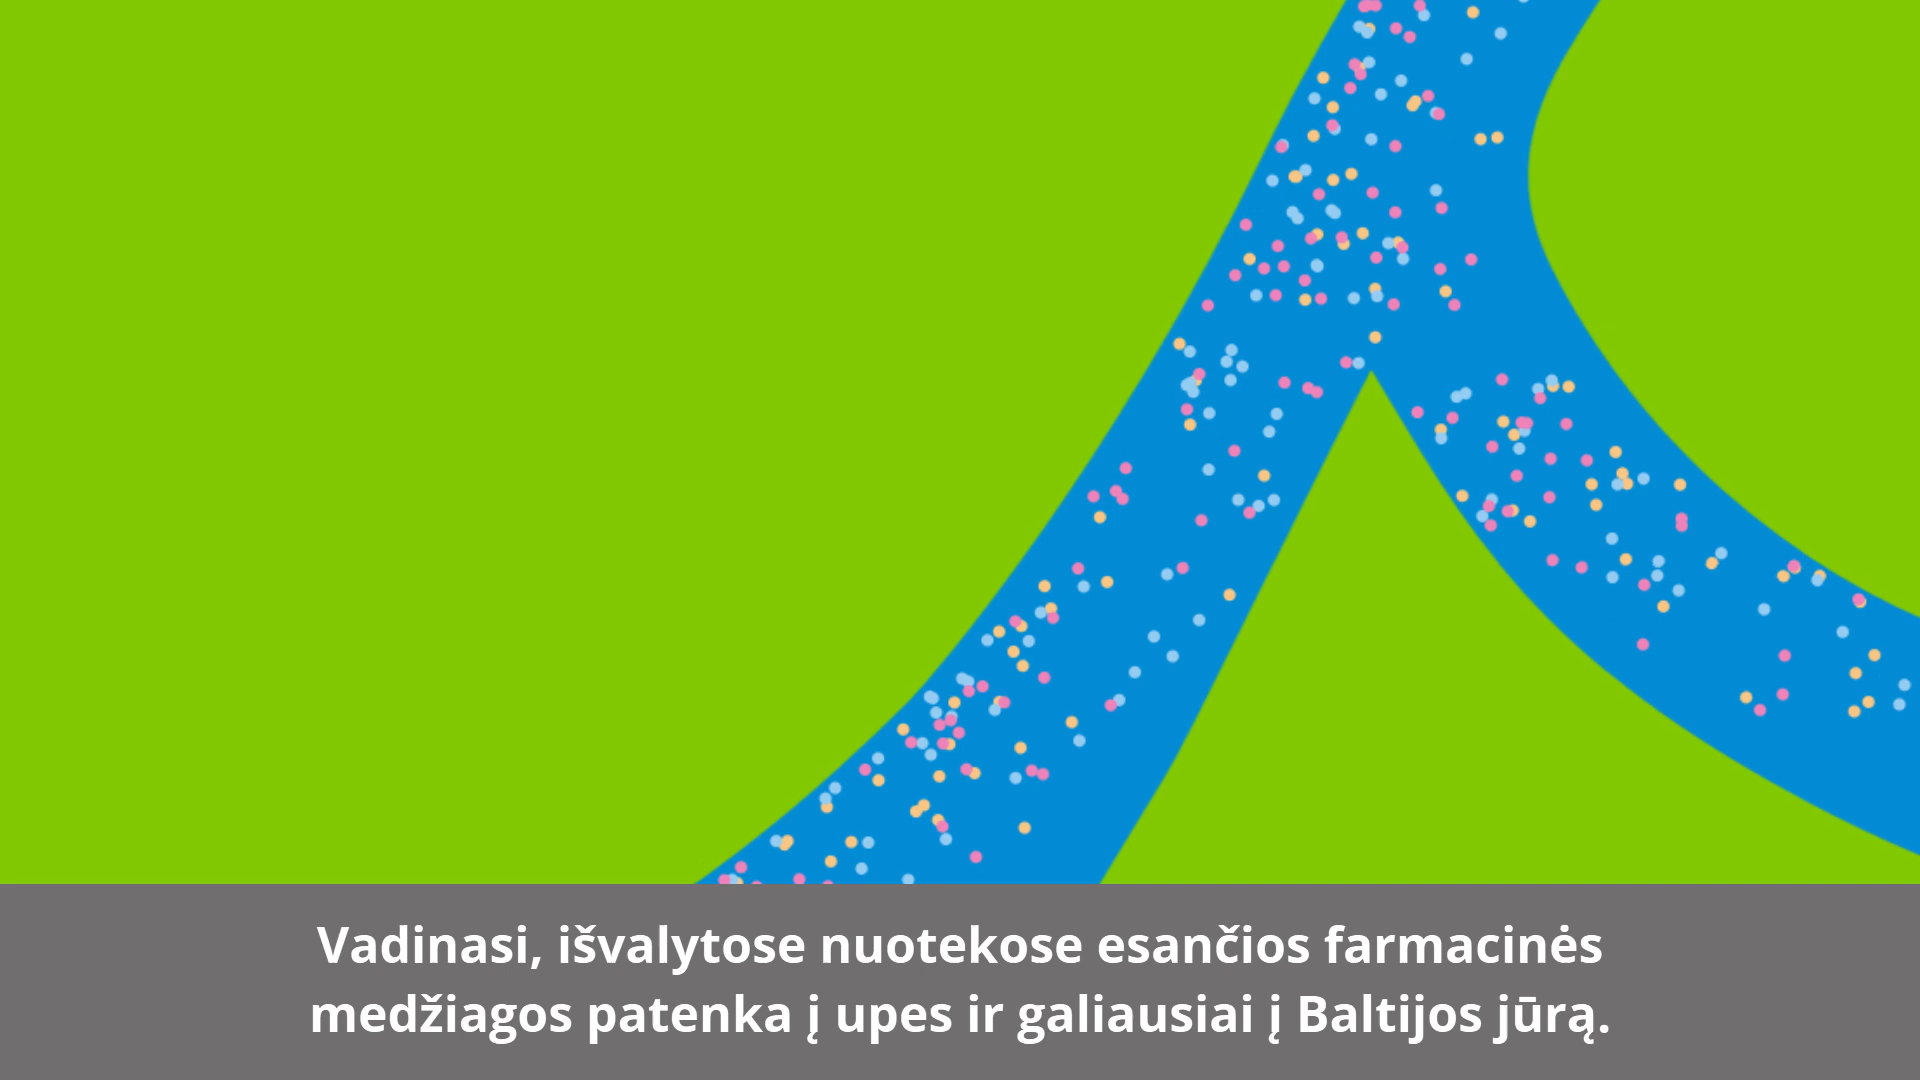 Vadinasi, išvalytose nuotekose esančios farmacinės
medžiagos patenka į upes ir galiausiai į Baltijos jūrą.